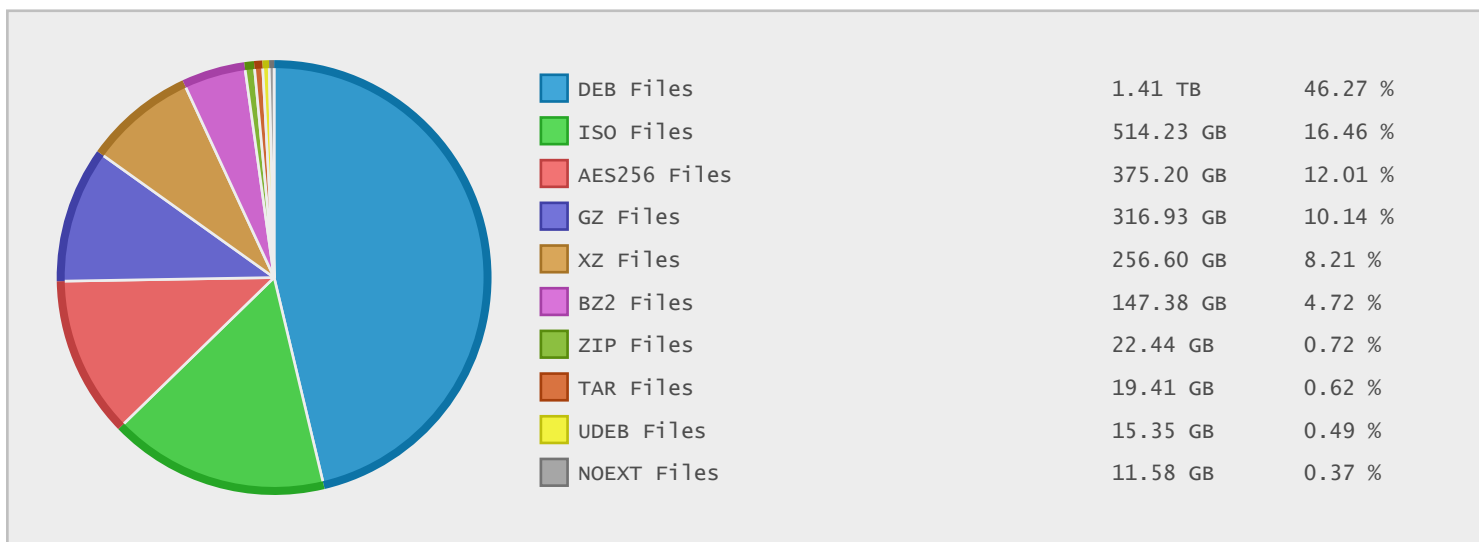 DEB Files 1.41 TB 46.27 %
ISO Files 514.23 GB 16.46 %
AES256 Files 375.20 GB 12.01 %
GZ Files 316.93 GB 10.14 %
XZ Files 256.60 GB 8.21 %
BZ2 Files 147.38 GB 4.72 %
ZIP Files 22.44 GB 0.72 %
TAR Files 19.41 GB 0.62 %
UDEB Files 15.35 GB 0.49 %
NOEXT Files 11.58 GB 0.37 %